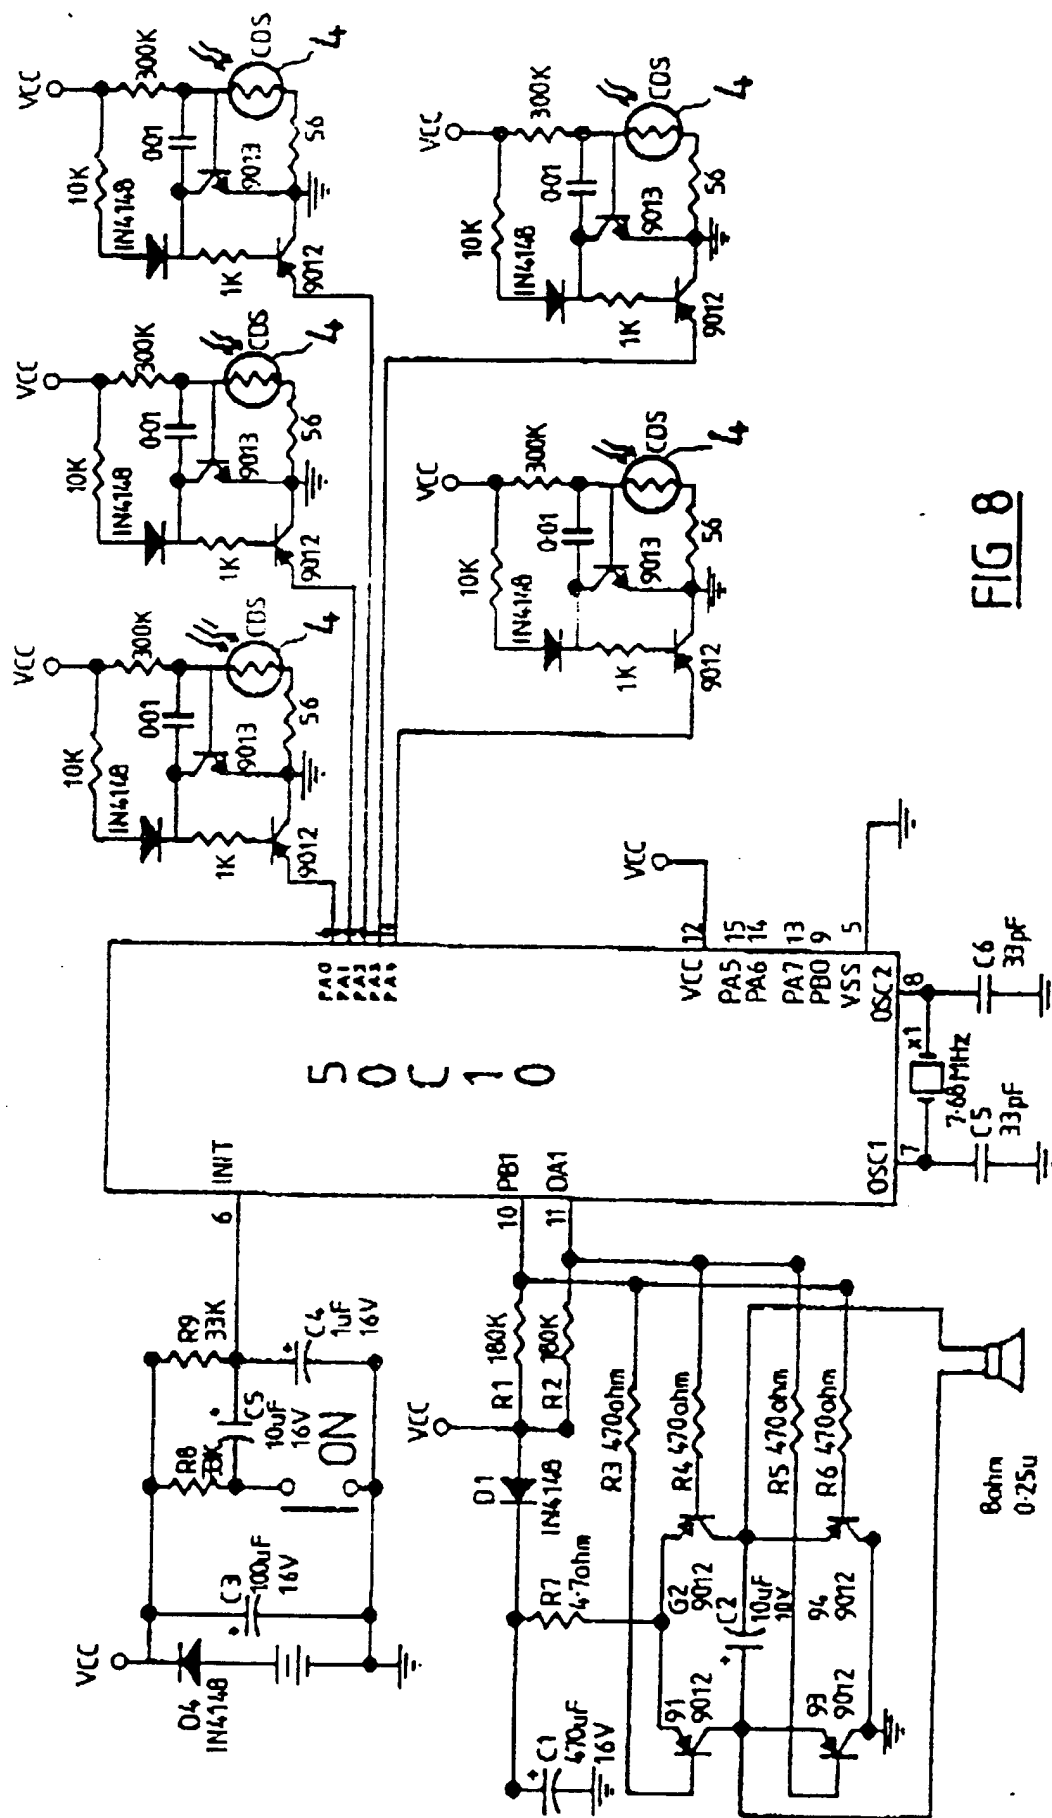 VCC
300K
10K
0·01
IN4148
CDS
4
9013
56
1K
9012
VCC
300K
10K
0·01
IN4148
CDS
4
9013
56
1K
9012
VCC
300K
10K
0·01
IN4148
CDS
4
9013
56
1K
9012
VCC
300K
10K
0·01
IN4148
CDS
4
9013
56
1K
9012
VCC
300K
10K
0·01
IN4148
CDS
4
9013
56
1K
9012
50C10
INIT
6
PB1
10
OA1
11
PA0
PA1
PA2
PA3
PA4
VCC 12
VCC
PA5 15
PA6 14
PA7 13
PB0 9
VSS 5
OSC2
8
OSC1
7
x1
7·68MHz
C5
33pF
C6
33pF
VCC
D4
IN4148
C3
100uF
16V
R8
33K
C5
10uF
16V
ON
R9
33K
C4
1uF
16V
VCC
R1 180K
R2 180K
D1
IN4148
R7
4·7ohm
C1
470uF
16V
R3 470ohm
R4 470ohm
R5 470ohm
R6 470ohm
91
9012
G2
9012
C2
10uF
10V
93
9012
94
9012
8ohm
0·25u
FIG 8